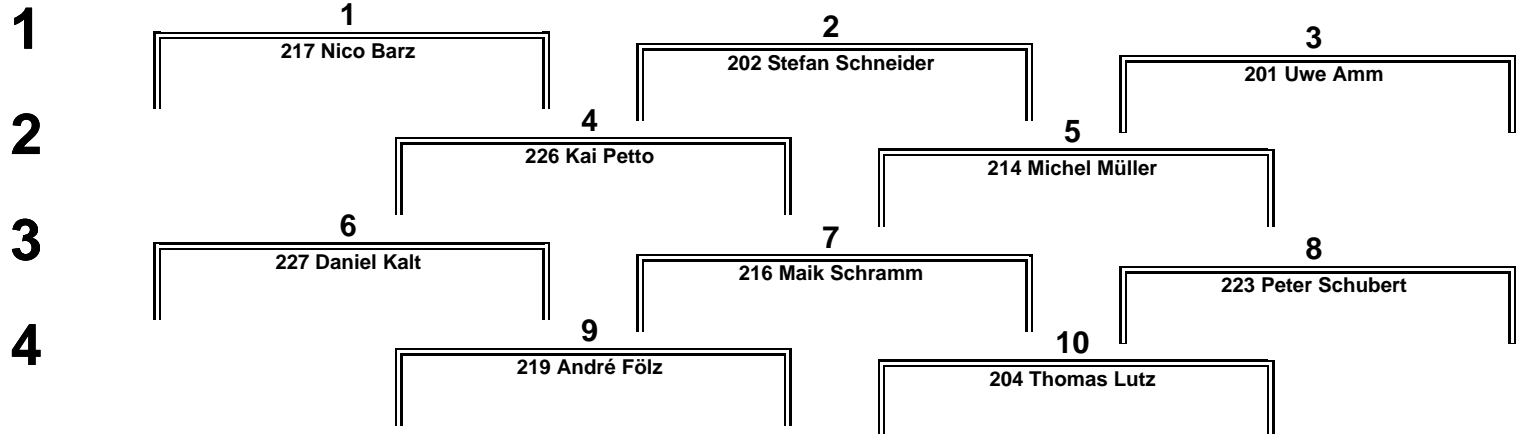 1
1
217 Nico Barz
2
202 Stefan Schneider
3
201 Uwe Amm
2
4
226 Kai Petto
5
214 Michel Müller
3
6
227 Daniel Kalt
7
216 Maik Schramm
8
223 Peter Schubert
4
9
219 André Fölz
10
204 Thomas Lutz